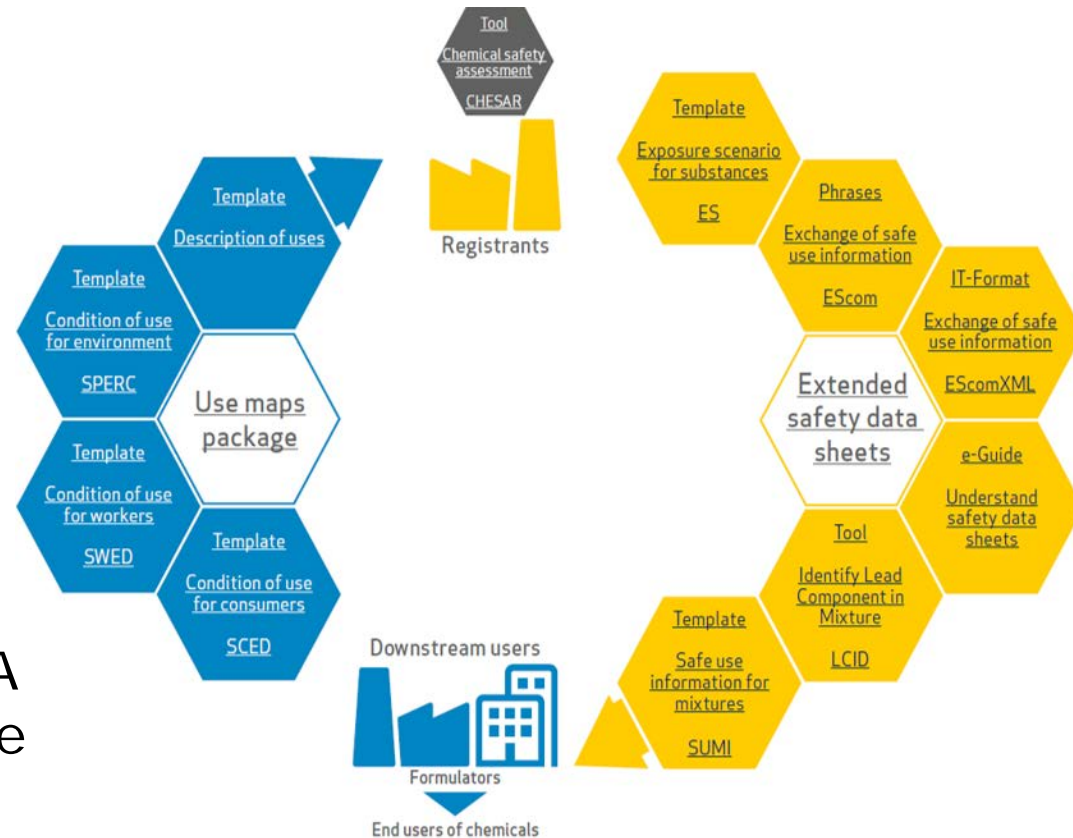 Tool
Chemical safety
assessment
CHESAR
Registrants
Template
Description of uses
Template
Condition of use
for environment
SPERC
Use maps
package
Template
Condition of use
for workers
SWED
Template
Condition of use
for consumers
SCED
Template
Exposure scenario
for substances
ES
Phrases
Exchange of safe
use information
EScom
IT-Format
Exchange of safe
use information
EScomXML
Extended
safety data
sheets
e-Guide
Understand
safety data
sheets
Tool
Identify Lead
Component in
Mixture
LCID
Template
Safe use
information for
mixtures
SUMI
Downstream users
Formulators
End users of chemicals
A
e